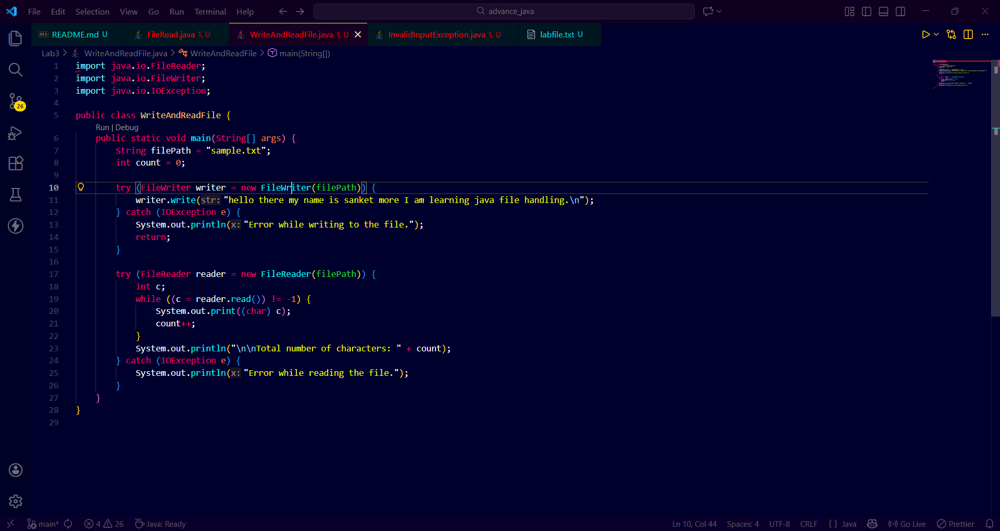 File Edit Selection View Go Run Terminal Help advance_java
README.md U FileRead.java 1, U WriteAndReadFile.java 1, U InvalidInputException.java 1, U labfile.txt U
Lab3 > WriteAndReadFile.java > WriteAndReadFile > main(String[])
1 import java.io.FileReader;
2 import java.io.FileWriter;
3 import java.io.IOException;
4
5 public class WriteAndReadFile {
Run | Debug
6 public static void main(String[] args) {
7 String filePath = "sample.txt";
8 int count = 0;
9
10 try (FileWriter writer = new FileWriter(filePath)) {
11 writer.write(str: "hello there my name is sanket more I am learning java file handling.\n");
12 } catch (IOException e) {
13 System.out.println(x: "Error while writing to the file.");
14 return;
15 }
16
17 try (FileReader reader = new FileReader(filePath)) {
18 int c;
19 while ((c = reader.read()) != -1) {
20 System.out.print((char) c);
21 count++;
22 }
23 System.out.println("\n\nTotal number of characters: " + count);
24 } catch (IOException e) {
25 System.out.println(x: "Error while reading the file.");
26 }
27 }
28 }
29
26
main* 4 26 Java: Ready Ln 10, Col 44 Spaces: 4 UTF-8 CRLF { } Java Go Live Prettier